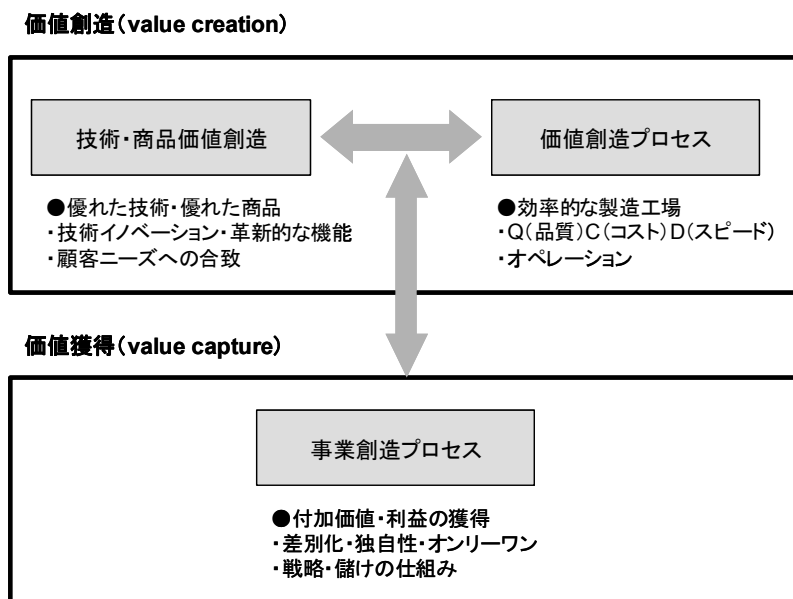 価値創造(value creation)
技術・商品価値創造
●優れた技術・優れた商品
・技術イノベーション・革新的な機能
・顧客ニーズへの合致
価値創造プロセス
●効率的な製造工場
・Q(品質)C(コスト)D(スピード)
・オペレーション
価値獲得(value capture)
事業創造プロセス
●付加価値・利益の獲得
・差別化・独自性・オンリーワン
・戦略・儲けの仕組み